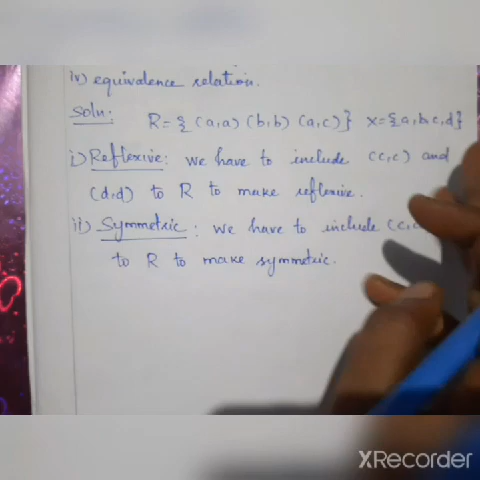 iv) equivalence relation.
Soln: R = { (a,a) (b,b) (a,c)} X={a,b,c,d}
i) Reflexive: we have to include (c,c) and
(d,d) to R to make reflexive.
ii) Symmetric: we have to include
to R to make symmetric.
XRecorder